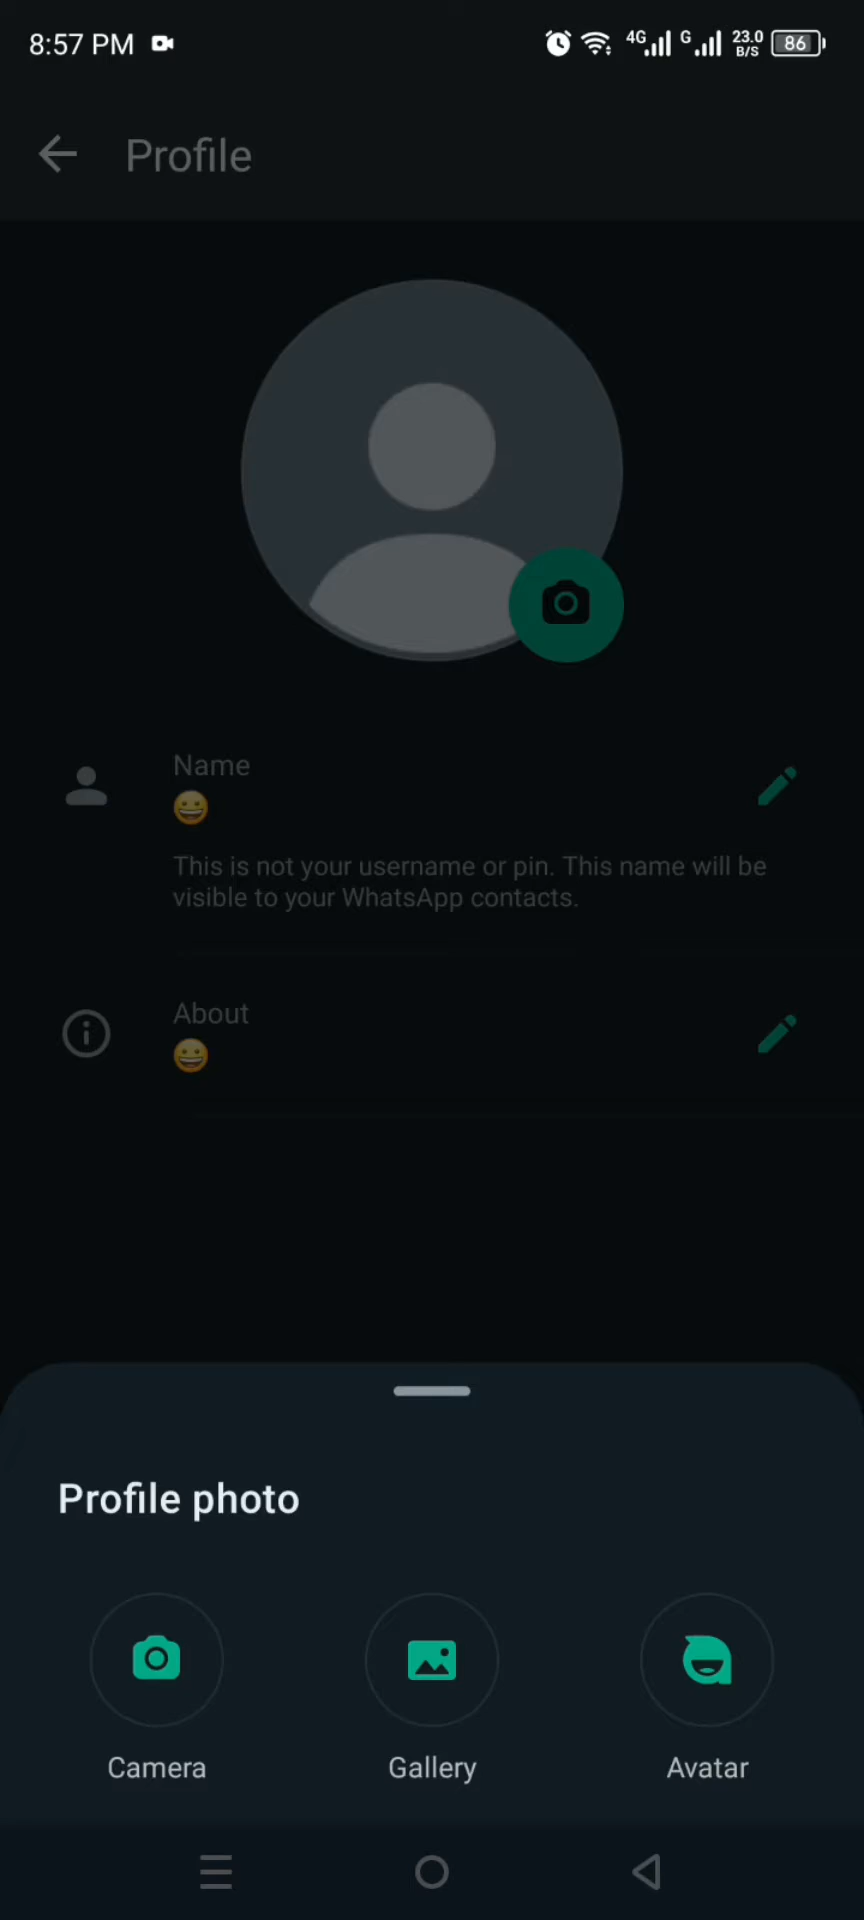 8:57 PM 4G G 23.0 B/S 86
Profile
Name
😀
This is not your username or pin. This name will be
visible to your WhatsApp contacts.
About
😀
Profile photo
Camera Gallery Avatar